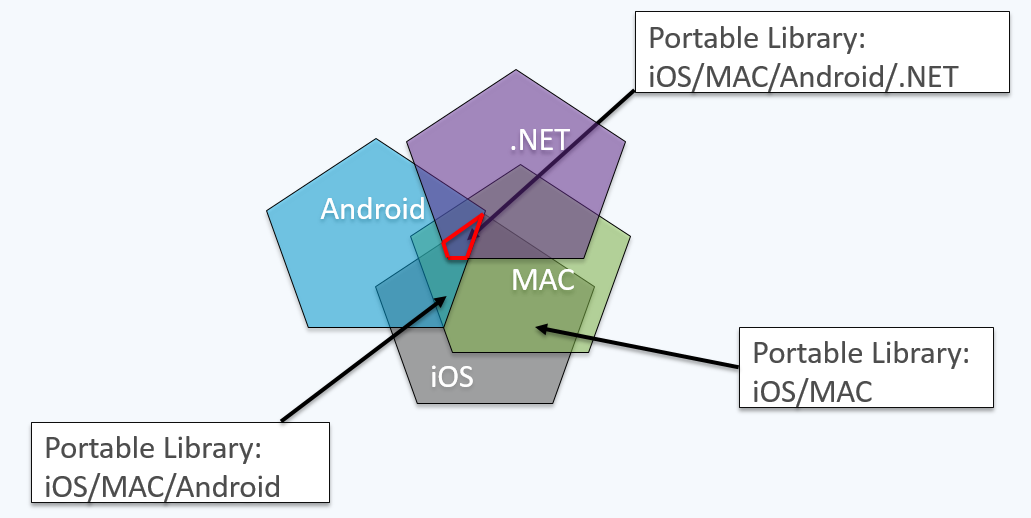 Portable Library:
iOS/MAC/Android/.NET
.NET
Android
MAC
iOS
Portable Library:
iOS/MAC
Portable Library:
iOS/MAC/Android